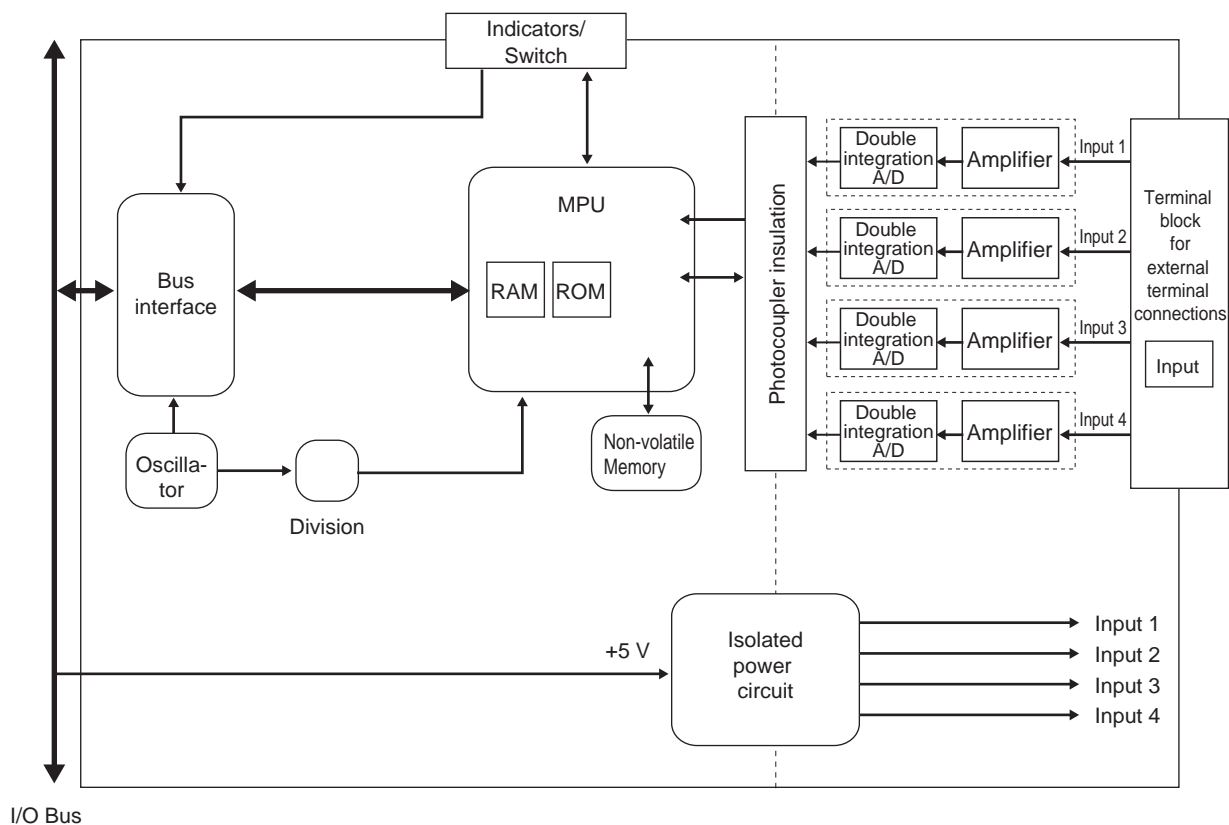 Indicators/
Switch
Bus
interface
MPU
RAM
ROM
Oscilla-
tor
Division
Non-volatile
Memory
Photocoupler insulation
Double
integration
A/D
Amplifier
Input 1
Double
integration
A/D
Amplifier
Input 2
Double
integration
A/D
Amplifier
Input 3
Double
integration
A/D
Amplifier
Input 4
Terminal
block
for
external
terminal
connections
Input
+5 V
Isolated
power
circuit
Input 1
Input 2
Input 3
Input 4
I/O Bus